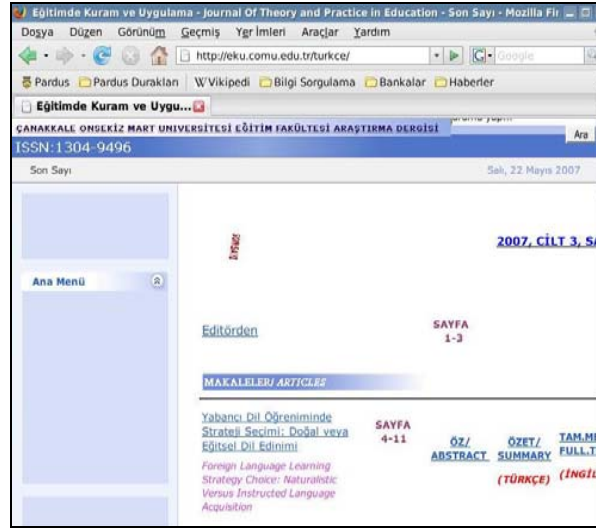 Eğitimde Kuram ve Uygulama - Journal Of Theory and Practice in Education - Son Sayı - Mozilla Fir
Dosya Düzen Görünüm Geçmiş Yer İmleri Araçlar Yardım
http://eku.comu.edu.tr/turkce/ Google
Pardus Pardus Durakları Vikipedi Bilgi Sorgulama Bankalar Haberler
Eğitimde Kuram ve Uygu...
ÇANAKKALE ONSEKİZ MART UNIVERSİTESİ EĞİTİM FAKÜLTESİ ARAŞTIRMA DERGİSİ
Ara
ISSN:1304-9496
Son Sayı Salı, 22 Mayıs 2007
2007, CİLT 3, SA
Ana Menü
Editörden SAYFA
1-3
MAKALELER/ ARTICLES
Yabancı Dil Öğreniminde
Strateji Seçimi: Doğal veya
Eğitsel Dil Edinimi
SAYFA
4-11
ÖZ/ ÖZET/ TAM.ME
ABSTRACT SUMMARY FULL.T
(TÜRKÇE) (İNGİL
Foreign Language Learning
Strategy Choice: Naturalistic
Versus Instructed Language
Acquisition